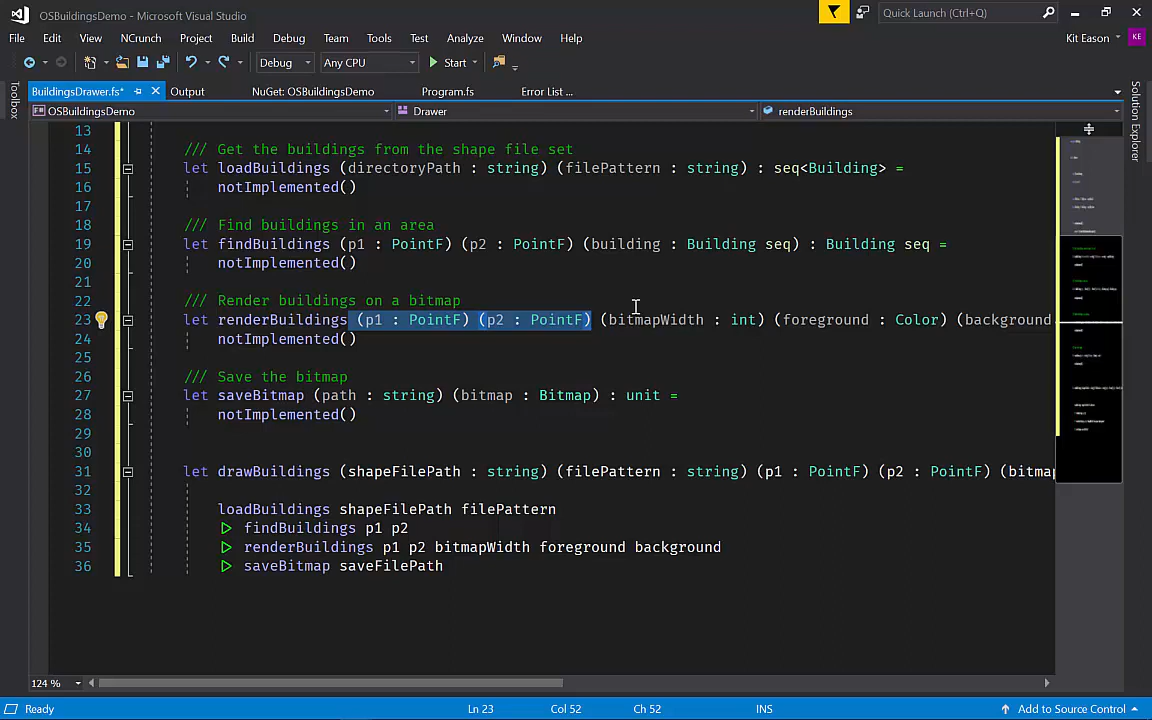 OSBuildingsDemo - Microsoft Visual Studio
Quick Launch (Ctrl+Q)
File Edit View NCrunch Project Build Debug Team Tools Test Analyze Window Help
Kit Eason KE
Debug Any CPU Start
Toolbox
BuildingsDrawer.fs* Output NuGet: OSBuildingsDemo Program.fs Error List ...
Solution Explorer
OSBuildingsDemo Drawer renderBuildings
13
14 /// Get the buildings from the shape file set
15 let loadBuildings (directoryPath : string) (filePattern : string) : seq<Building> =
16 notImplemented()
17
18 /// Find buildings in an area
19 let findBuildings (p1 : PointF) (p2 : PointF) (building : Building seq) : Building seq =
20 notImplemented()
21
22 /// Render buildings on a bitmap
23 let renderBuildings (p1 : PointF) (p2 : PointF) (bitmapWidth : int) (foreground : Color) (background
24 notImplemented()
25
26 /// Save the bitmap
27 let saveBitmap (path : string) (bitmap : Bitmap) : unit =
28 notImplemented()
29
30
31 let drawBuildings (shapeFilePath : string) (filePattern : string) (p1 : PointF) (p2 : PointF) (bitma
32
33 loadBuildings shapeFilePath filePattern
34 ▷ findBuildings p1 p2
35 ▷ renderBuildings p1 p2 bitmapWidth foreground background
36 ▷ saveBitmap saveFilePath
124 %
Ready Ln 23 Col 52 Ch 52 INS Add to Source Control